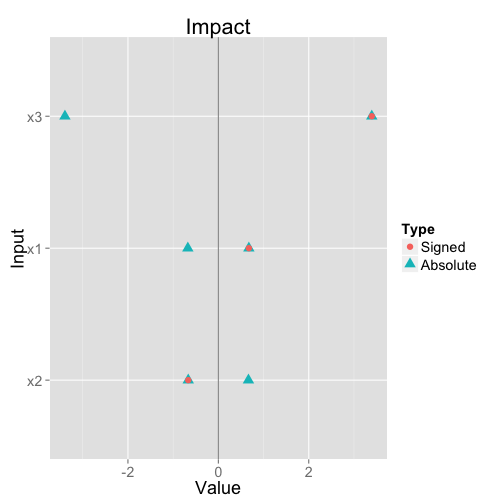 Impact
x3
x1
x2
Input
-2 0 2
Value
Type
Signed
Absolute